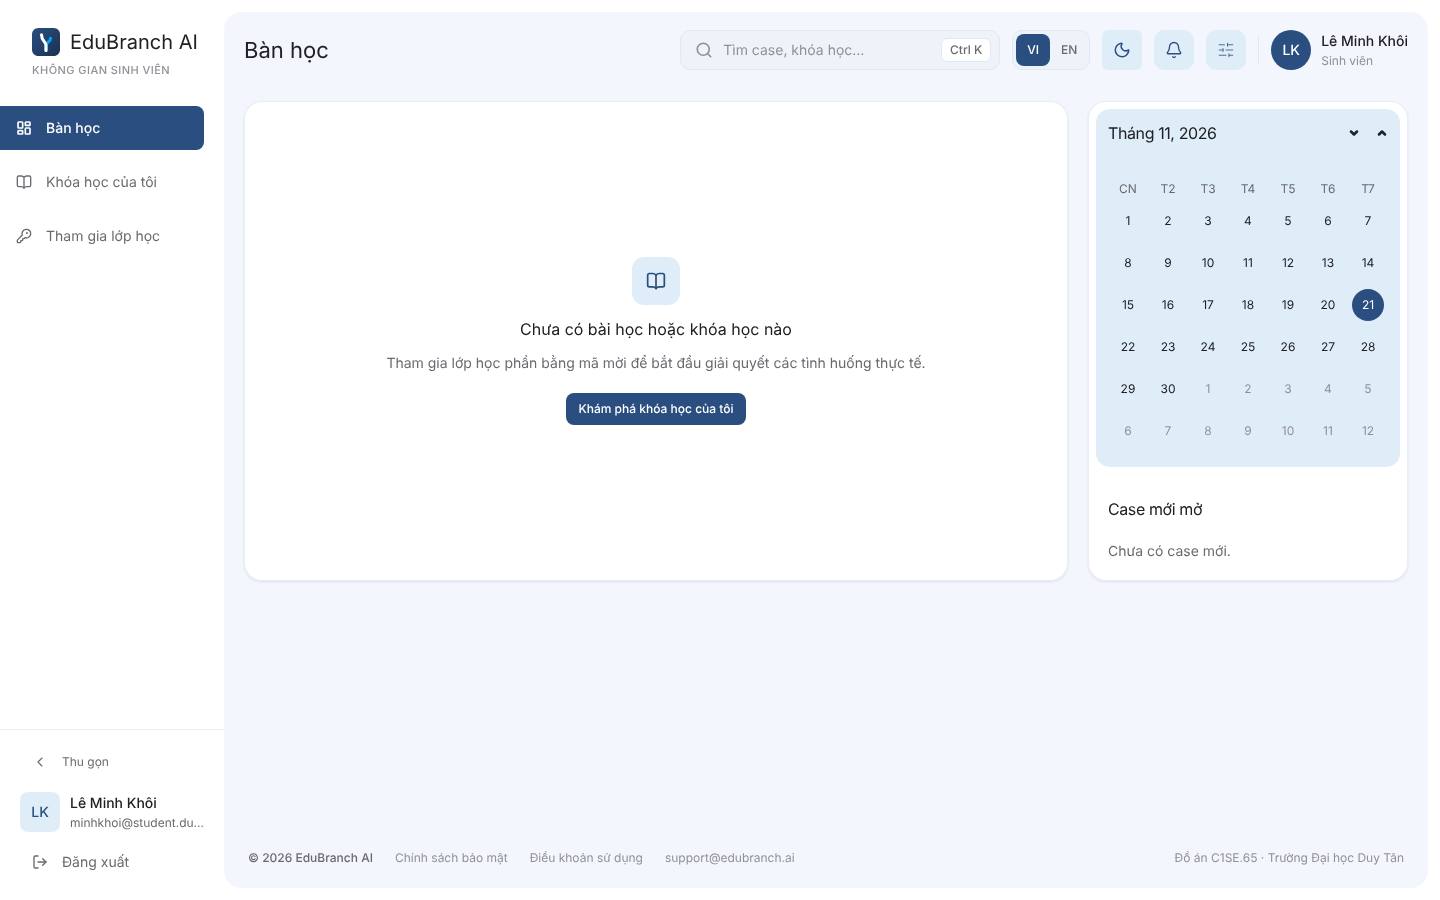 EduBranch AI
KHÔNG GIAN SINH VIÊN
Bàn học
Khóa học của tôi
Tham gia lớp học
Thu gọn
LK
Lê Minh Khôi
minhkhoi@student.du...
Đăng xuất
Bàn học
Tìm case, khóa học...
Ctrl K
VI
EN
LK
Lê Minh Khôi
Sinh viên
Chưa có bài học hoặc khóa học nào
Tham gia lớp học phần bằng mã mời để bắt đầu giải quyết các tình huống thực tế.
Khám phá khóa học của tôi
Tháng 11, 2026
CN T2 T3 T4 T5 T6 T7
1 2 3 4 5 6 7
8 9 10 11 12 13 14
15 16 17 18 19 20 21
22 23 24 25 26 27 28
29 30 1 2 3 4 5
6 7 8 9 10 11 12
Case mới mở
Chưa có case mới.
© 2026 EduBranch AI Chính sách bảo mật Điều khoản sử dụng support@edubranch.ai
Đồ án C1SE.65 · Trường Đại học Duy Tân